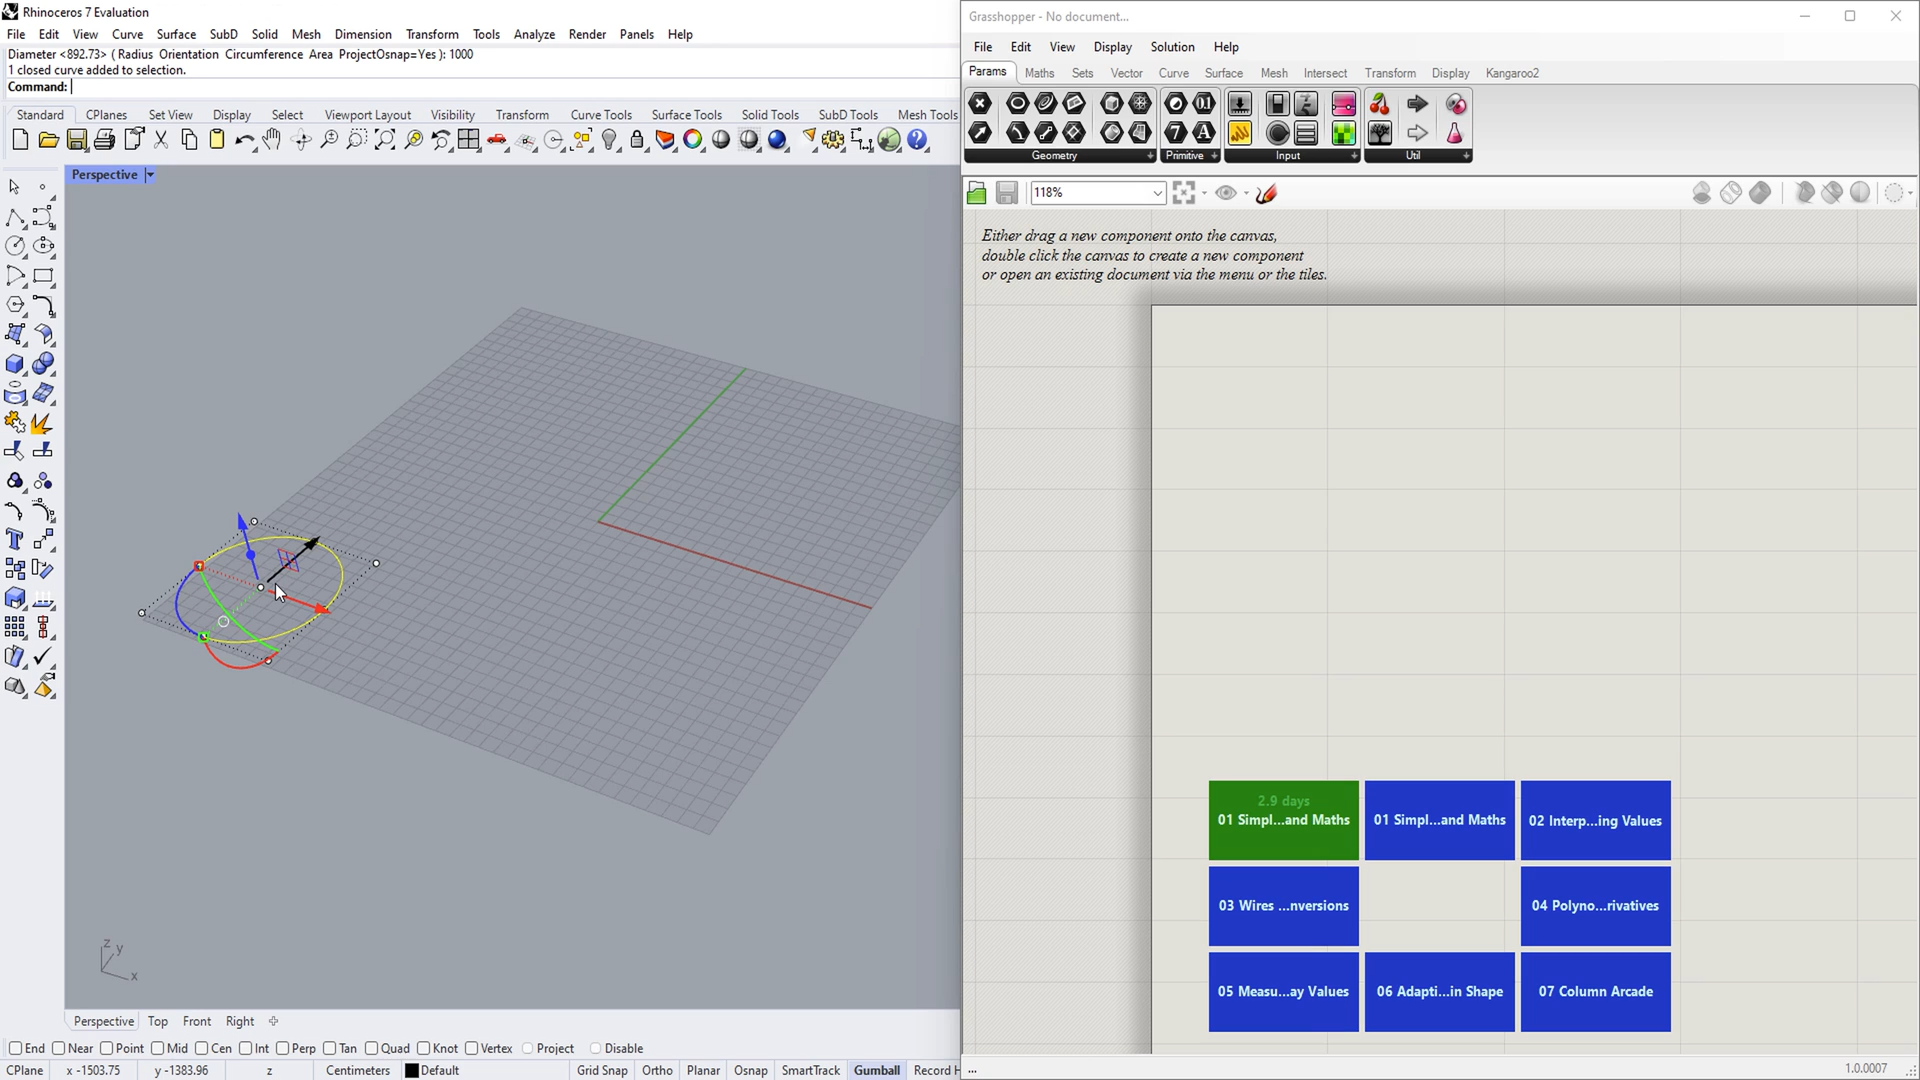 Rhinoceros 7 Evaluation
File Edit View Curve Surface SubD Solid Mesh Dimension Transform Tools Analyze Render Panels Help
Diameter <892.73> ( Radius Orientation Circumference Area ProjectOsnap=Yes ): 1000
1 closed curve added to selection.
Command:
Standard CPlanes Set View Display Select Viewport Layout Visibility Transform Curve Tools Surface Tools Solid Tools SubD Tools Mesh Tools
Perspective
z
y
x
Perspective Top Front Right
End Near Point Mid Cen Int Perp Tan Quad Knot Vertex Project Disable
CPlane x -1503.75 y -1383.96 z Centimeters Default Grid Snap Ortho Planar Osnap SmartTrack Gumball Record H
Grasshopper - No document...
File Edit View Display Solution Help
Params Maths Sets Vector Curve Surface Mesh Intersect Transform Display Kangaroo2
Geometry Primitive Input Util
118%
Either drag a new component onto the canvas,
double click the canvas to create a new component
or open an existing document via the menu or the tiles.
2.9 days
01 Simpl...and Maths 01 Simpl...and Maths 02 Interp...ing Values
03 Wires ...nversions 04 Polyno...rivatives
05 Measu...ay Values 06 Adapti...in Shape 07 Column Arcade
... 1.0.0007